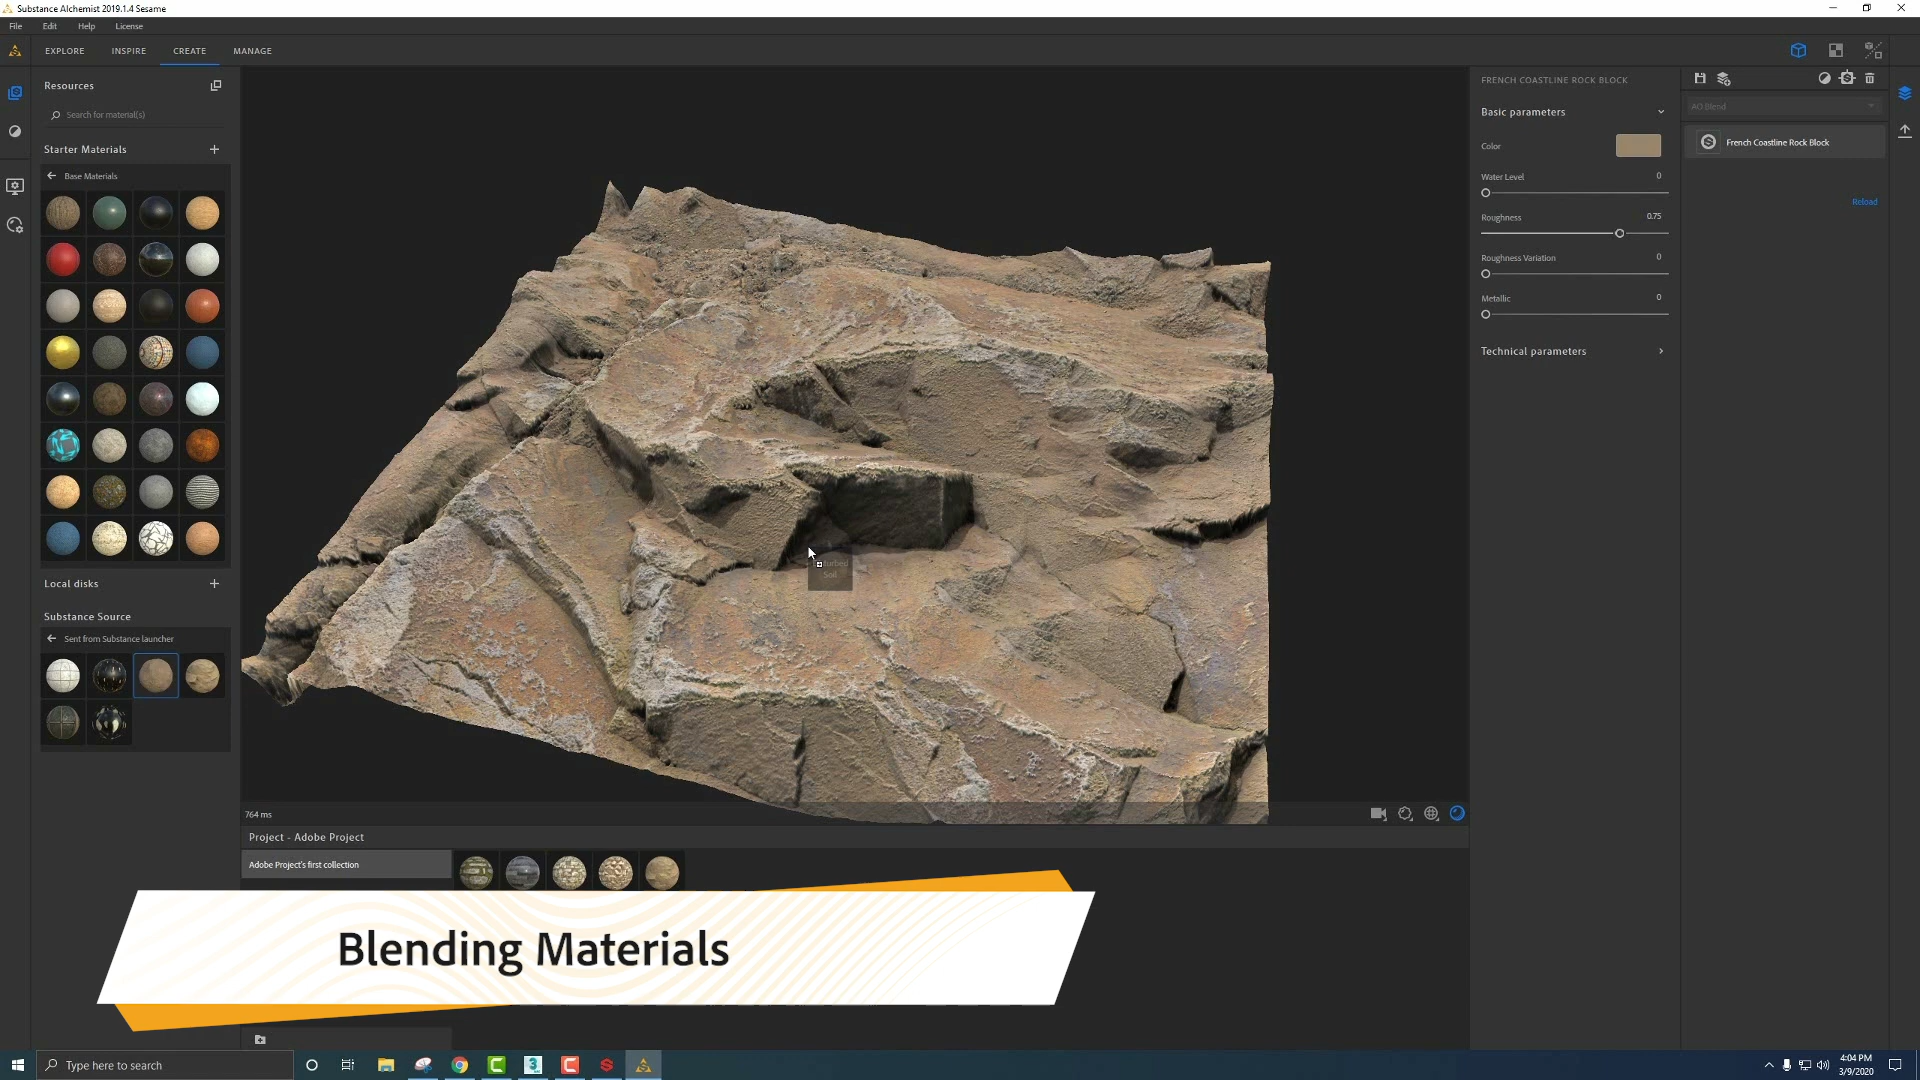 Substance Alchemist 2019.1.4 Sesame
File Edit Help License
EXPLORE INSPIRE CREATE MANAGE
Resources
Search for material(s)
Starter Materials
Base Materials
Local disks
Substance Source
Sent from Substance launcher
764 ms
Project - Adobe Project
Adobe Project's first collection
Soil
FRENCH COASTLINE ROCK BLOCK
Basic parameters
Color
Water Level 0
Roughness 0.75
Roughness Variation 0
Metallic 0
Technical parameters
AO Blend
French Coastline Rock Block
Reload
Blending Materials
Type here to search
4:04 PM
3/9/2020